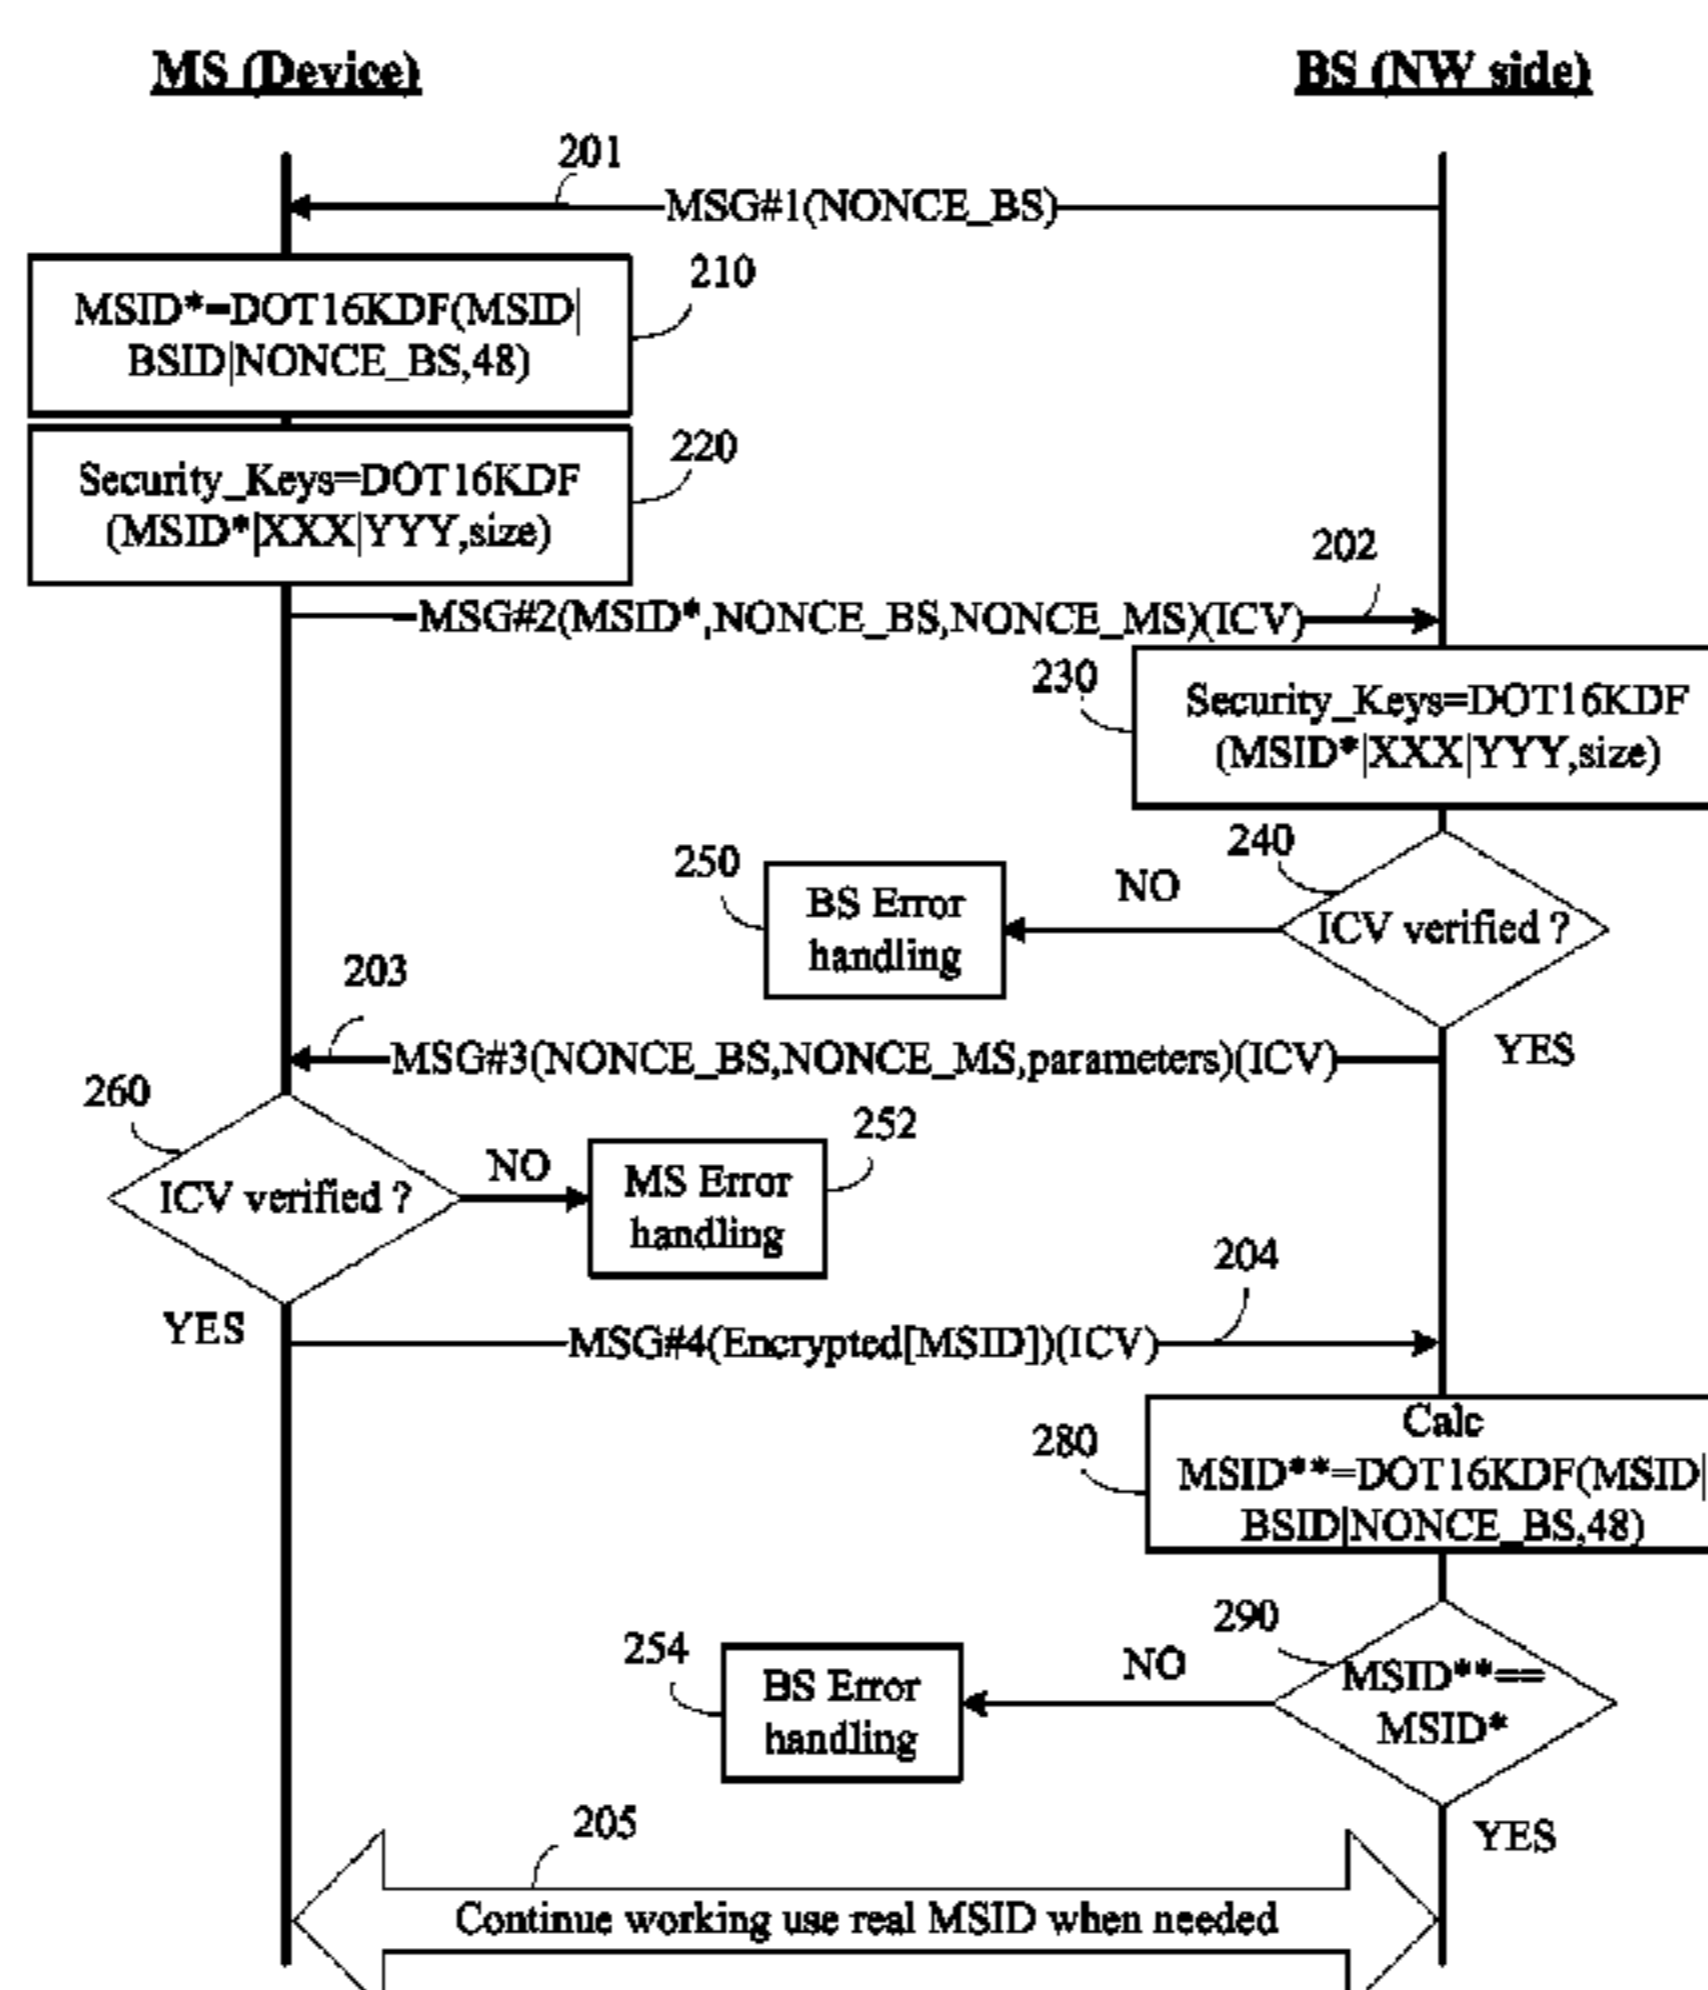 MS (Device)
BS (NW side)
201
MSG#1(NONCE_BS)
210
MSID*=DOT16KDF(MSID|
BSID|NONCE_BS,48)
220
Security_Keys=DOT16KDF
(MSID*|XXX|YYY,size)
202
MSG#2(MSID*,NONCE_BS,NONCE_MS)(ICV)
230
Security_Keys=DOT16KDF
(MSID*|XXX|YYY,size)
240
ICV verified ?
NO
250
BS Error
handling
YES
203
MSG#3(NONCE_BS,NONCE_MS,parameters)(ICV)
260
ICV verified ?
NO
252
MS Error
handling
YES
204
MSG#4(Encrypted[MSID])(ICV)
280
Calc
MSID**=DOT16KDF(MSID|
BSID|NONCE_BS,48)
290
MSID**==
MSID*
NO
254
BS Error
handling
YES
205
Continue working use real MSID when needed